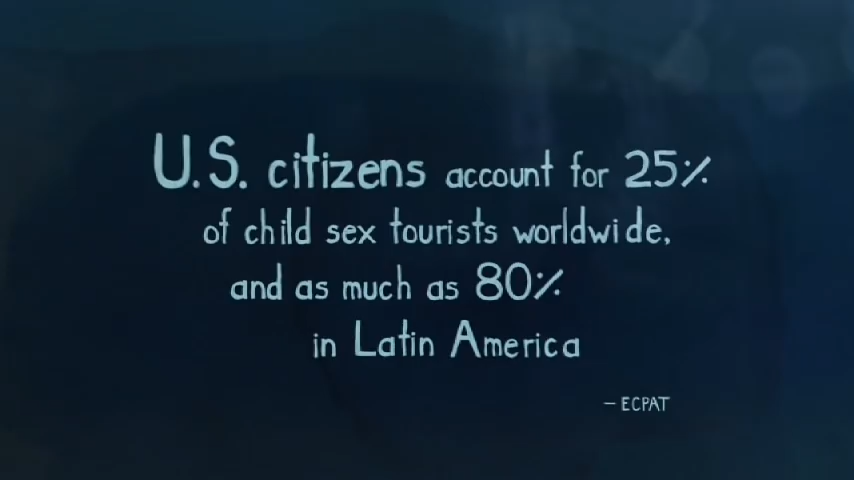 U.S. citizens account for 25%
of child sex tourists worldwide,
and as much as 80%
in Latin America
– ECPAT